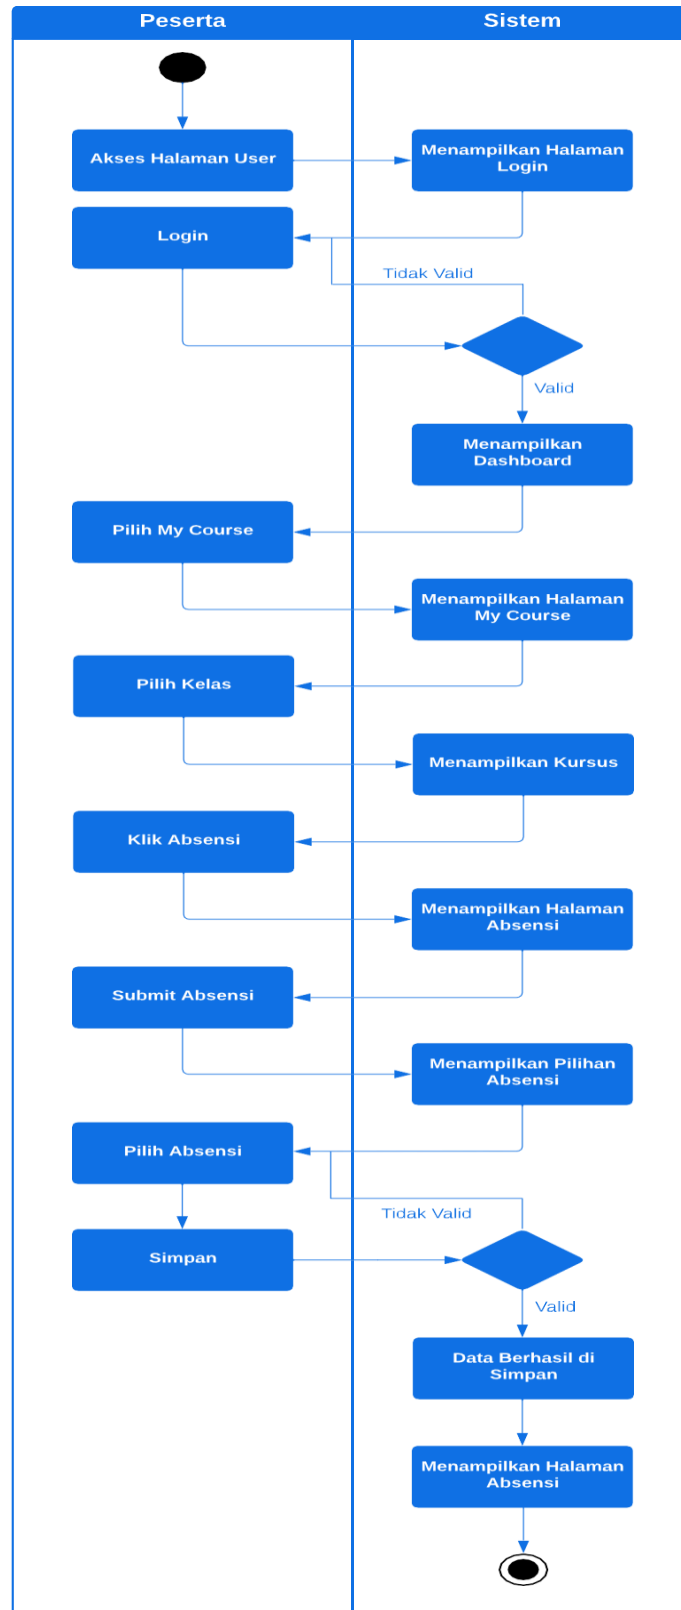 Peserta
Sistem
Akses Halaman User
Menampilkan Halaman
Login
Login
Tidak Valid
Valid
Menampilkan
Dashboard
Pilih My Course
Menampilkan Halaman
My Course
Pilih Kelas
Menampilkan Kursus
Klik Absensi
Menampilkan Halaman
Absensi
Submit Absensi
Menampilkan Pilihan
Absensi
Pilih Absensi
Tidak Valid
Simpan
Valid
Data Berhasil di
Simpan
Menampilkan Halaman
Absensi